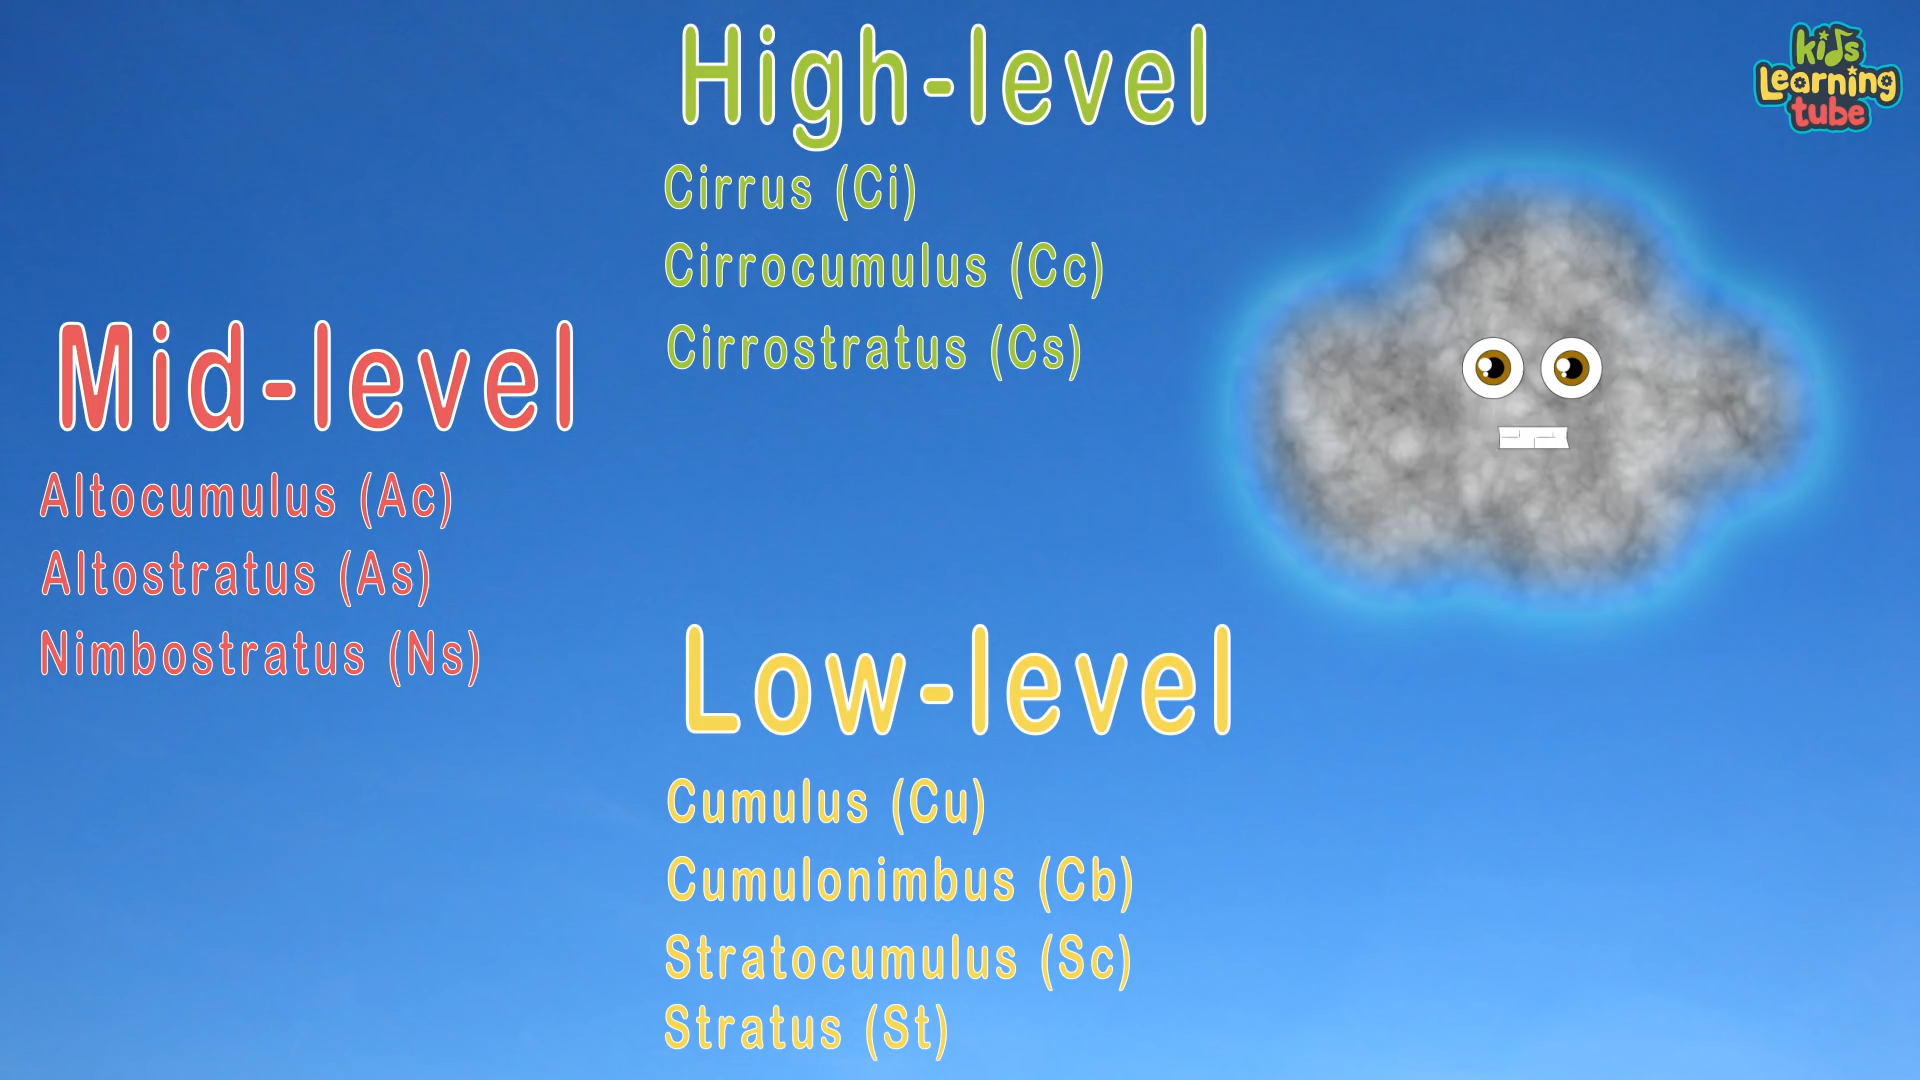 High-level
Cirrus (Ci)
Cirrocumulus (Cc)
Cirrostratus (Cs)
Mid-level
Altocumulus (Ac)
Altostratus (As)
Nimbostratus (Ns)
Low-level
Cumulus (Cu)
Cumulonimbus (Cb)
Stratocumulus (Sc)
Stratus (St)
kids
Learning
tube